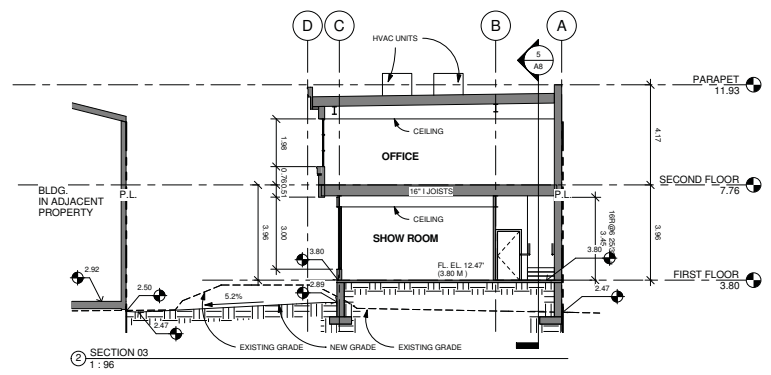 D C B A
HVAC UNITS
5
A8
PARAPET
11.93
CEILING
1.98
4.17
OFFICE
0.76
0.51
SECOND FLOOR
7.76
BLDG.
IN ADJACENT
PROPERTY
P.L.
16" I JOISTS
P.L.
CEILING
3.96
3.00
SHOW ROOM
3.45
3.96
3.80
3.80
FL. EL. 12.47'
(3.80 M )
2.92
FIRST FLOOR
3.80
2.50
5.2%
2.89
2.47
2.47
EXISTING GRADE
NEW GRADE
EXISTING GRADE
2
SECTION 03
1 : 96